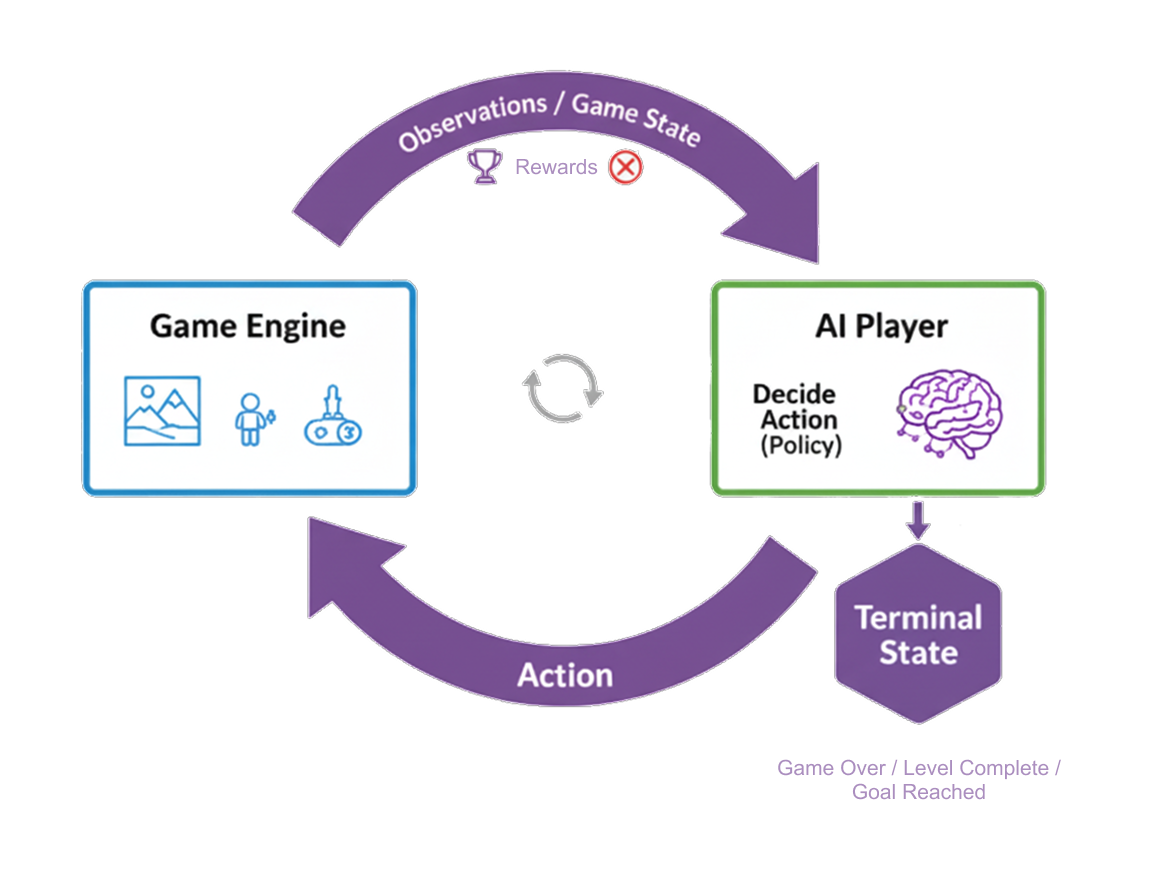 Observations / Game State
Rewards
Game Engine
3
AI Player
Decide
Action
(Policy)
Action
Terminal
State
Game Over / Level Complete /
Goal Reached